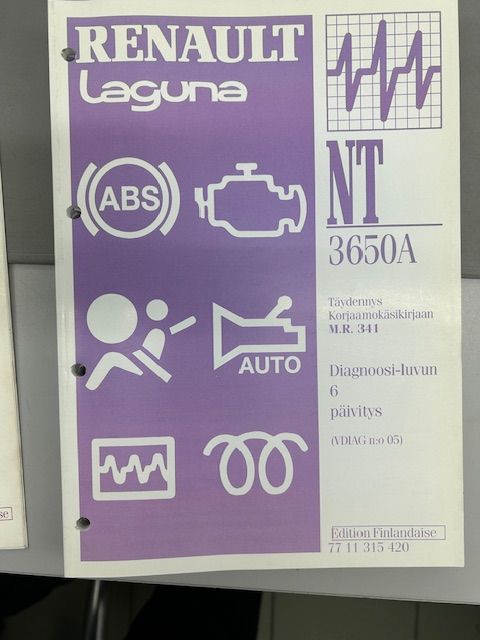 RENAULT
Laguna
ABS
AUTO
NT
3650A
Täydennys
Korjaamokäsikirjaan
M.R. 341
Diagnoosi-luvun
6
päivitys
(VDIAG n:o 05)
Edition Finlandaise
77 11 315 420
se